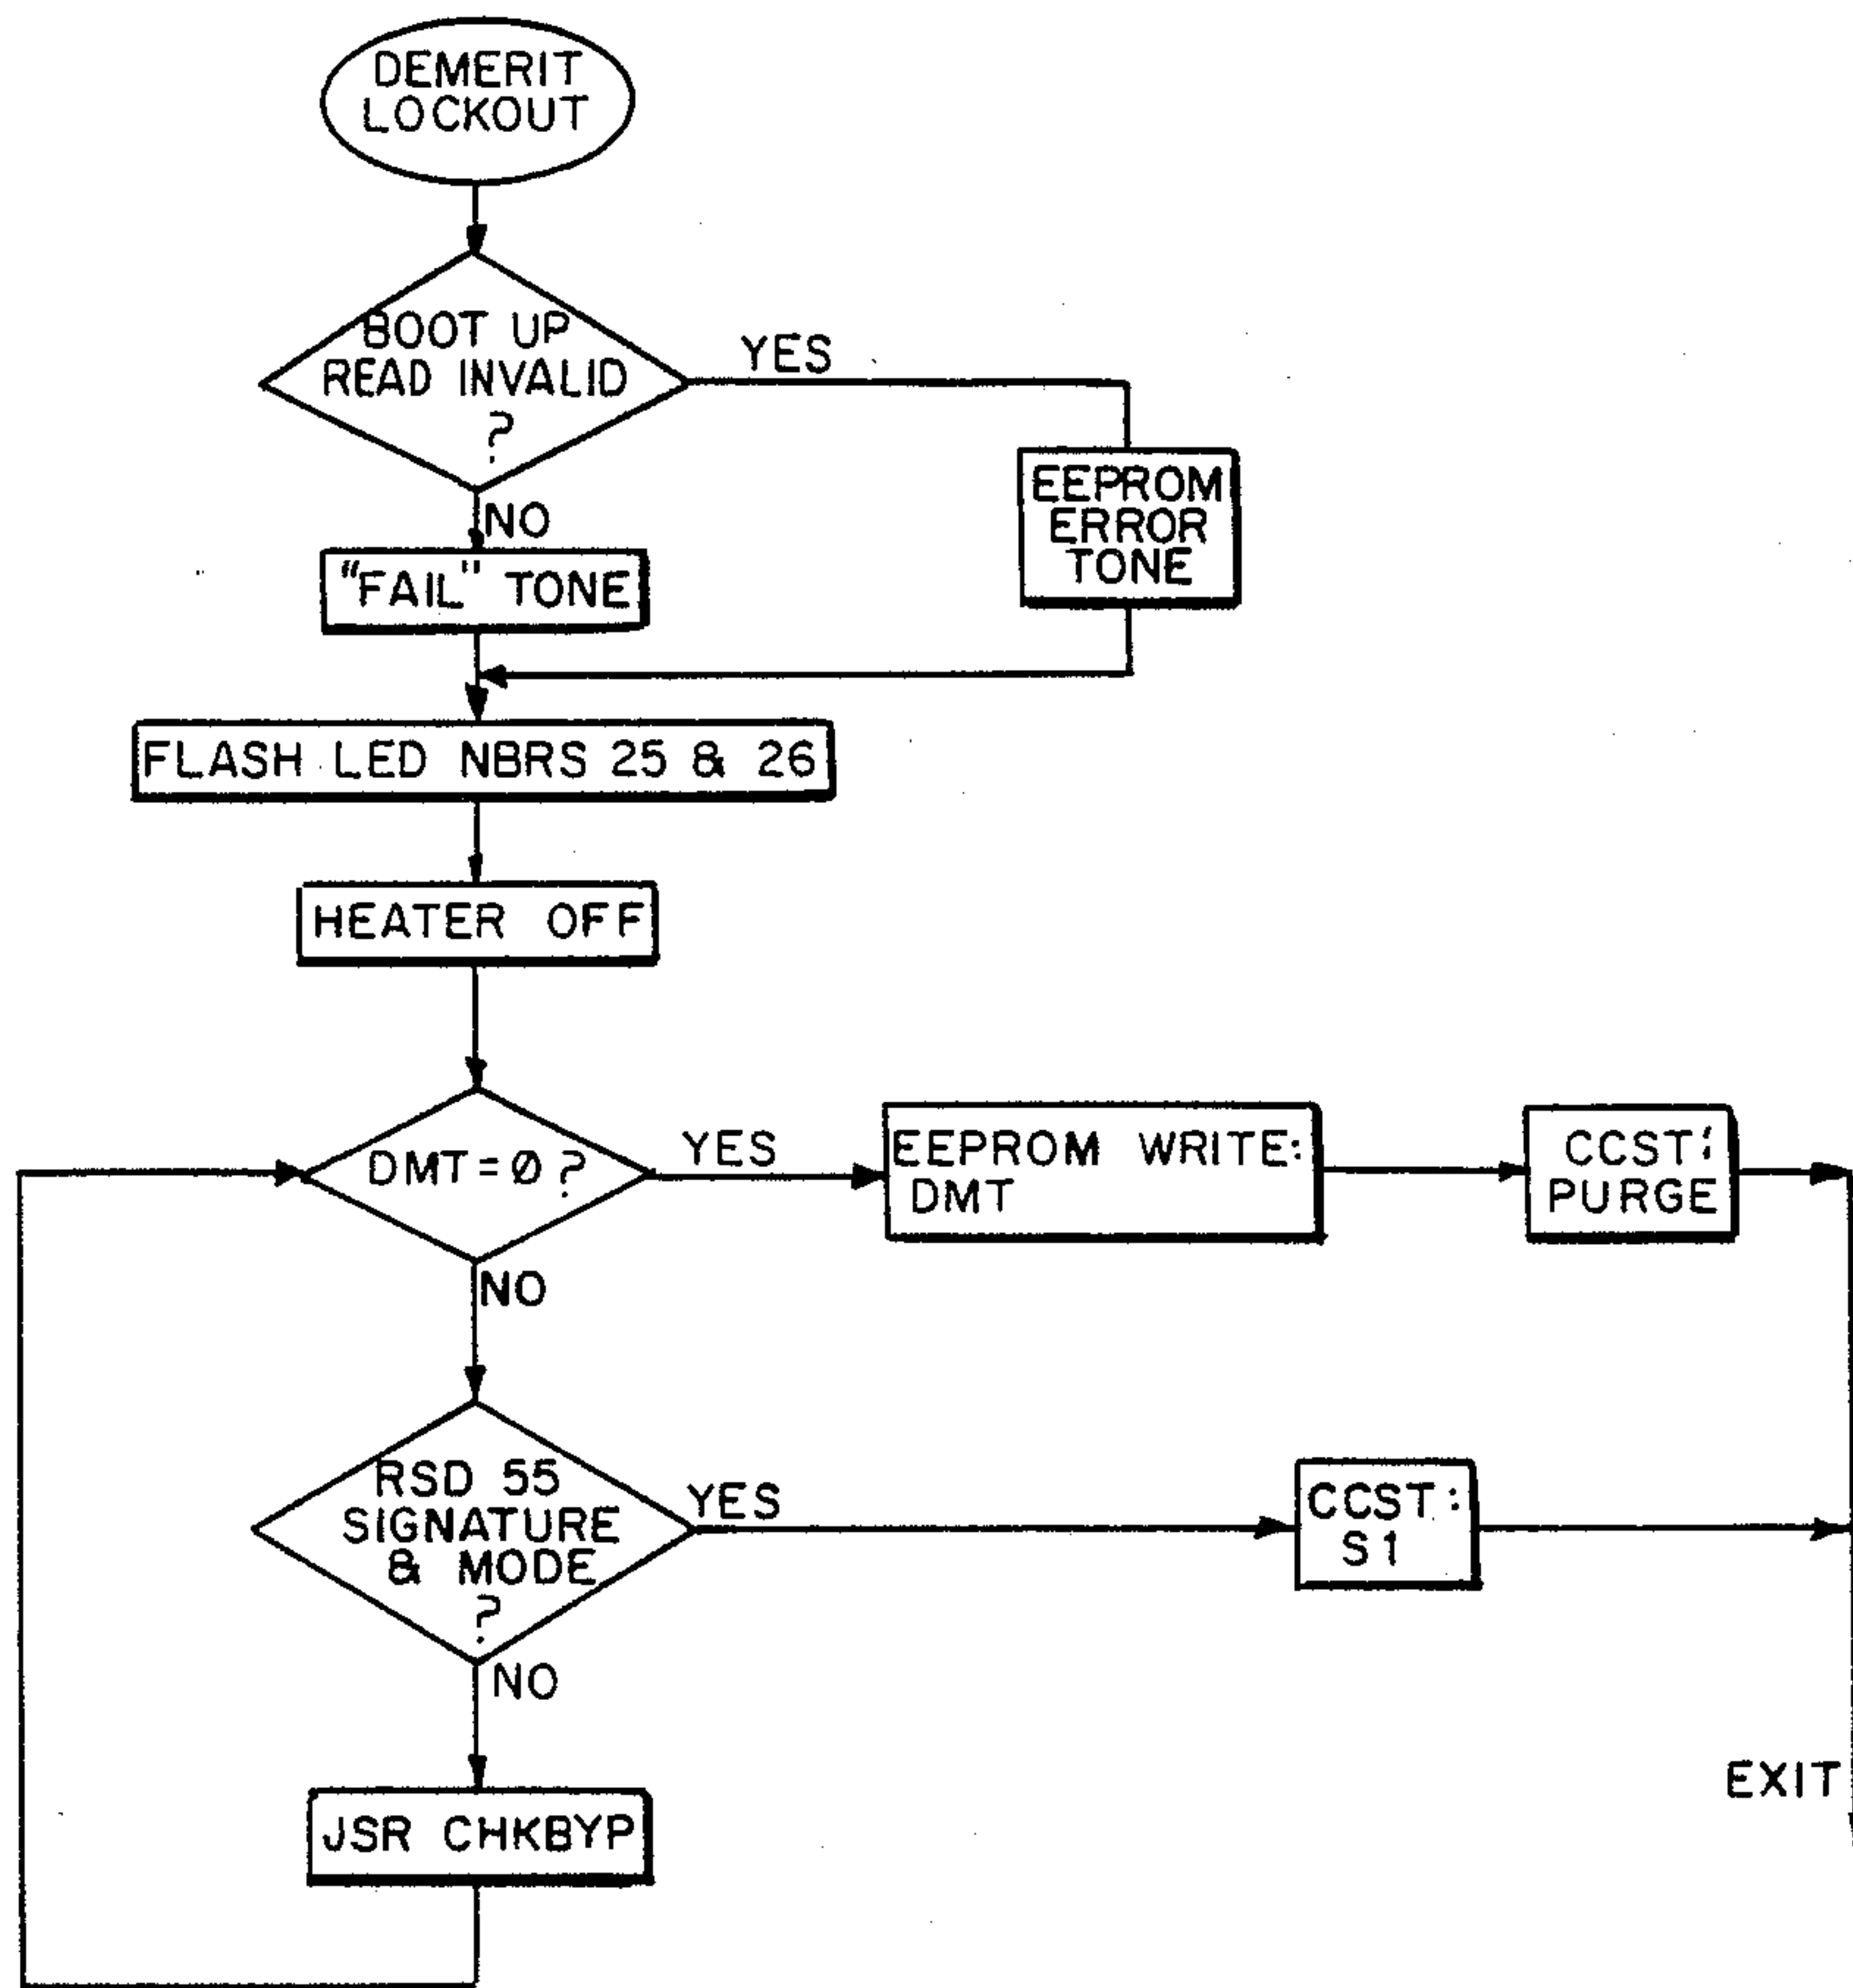 DEMERIT
LOCKOUT
BOOT UP
READ INVALID
?
YES
NO
EEPROM
ERROR
TONE
"FAIL" TONE
FLASH LED NBRS 25 & 26
HEATER OFF
DMT=0?
YES
EEPROM WRITE:
DMT
CCST:
PURGE
NO
RSD 55
SIGNATURE
& MODE
?
YES
CCST:
S1
NO
EXIT
JSR CHKBYP